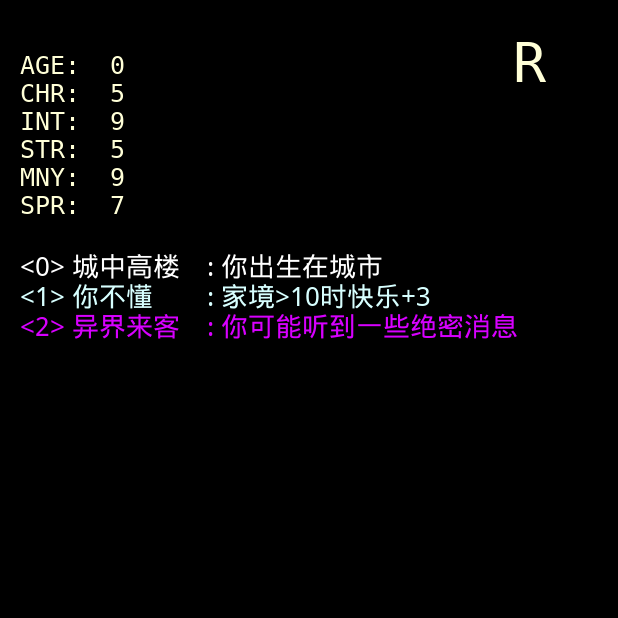 R
AGE: 0
CHR: 5
INT: 9
STR: 5
MNY: 9
SPR: 7
<0> 城中高楼 : 你出生在城市
<1> 你不懂 : 家境>10时快乐+3
<2> 异界来客 : 你可能听到一些绝密消息